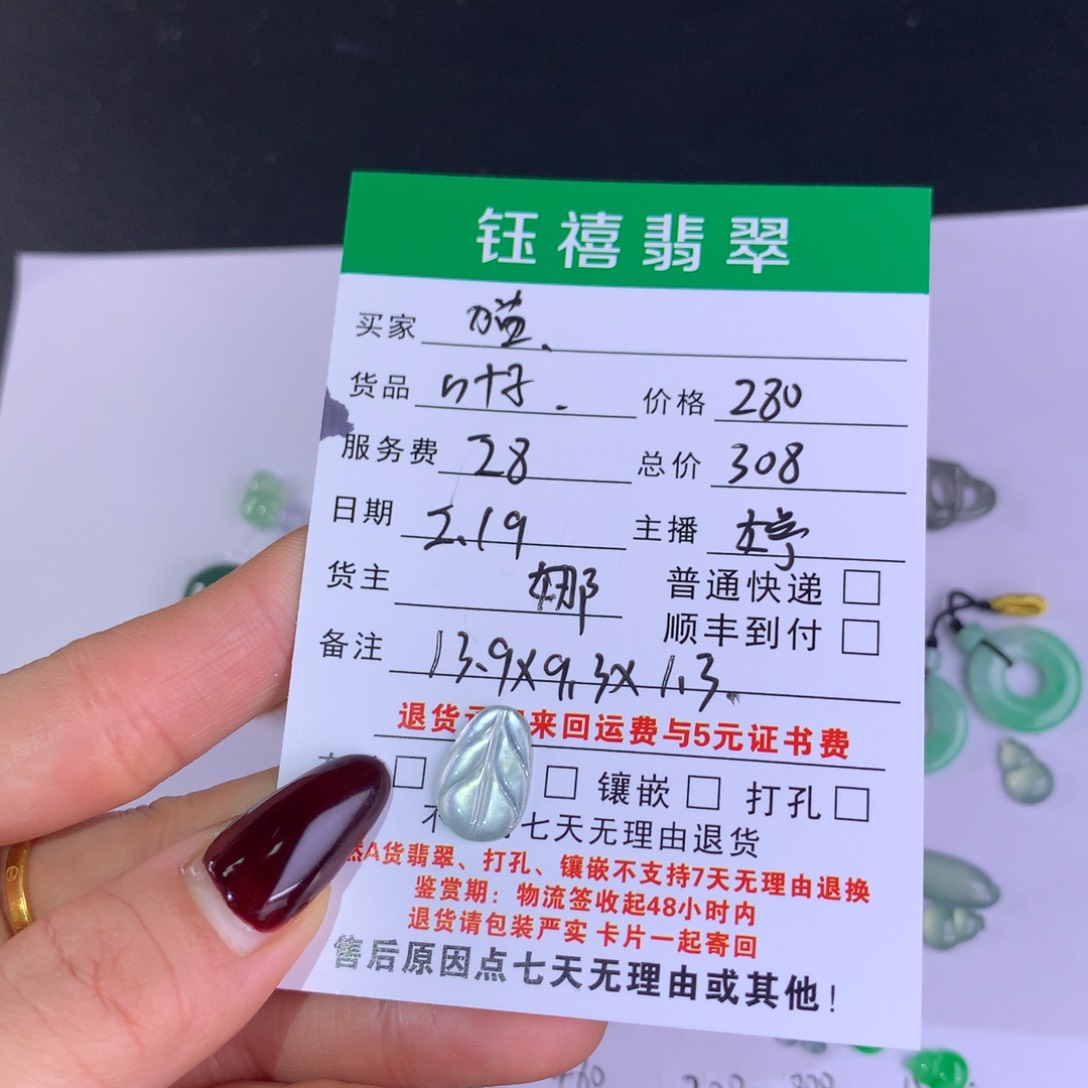 钰禧翡翠
买家
货品 叶子. 价格 280
服务费 28 总价 308
日期 2.19 主播 婷
货主 娜 普通快递 □
顺丰到付 □
备注 13.9x9.3x1.3
退货 来回运费与5元证书费
□ □ 镶嵌 □ 打孔 □
不 七天无理由退货
A货翡翠、打孔、镶嵌不支持7天无理由退换
鉴赏期：物流签收起48小时内
退货请包装严实 卡片一起寄回
售后原因点七天无理由或其他！